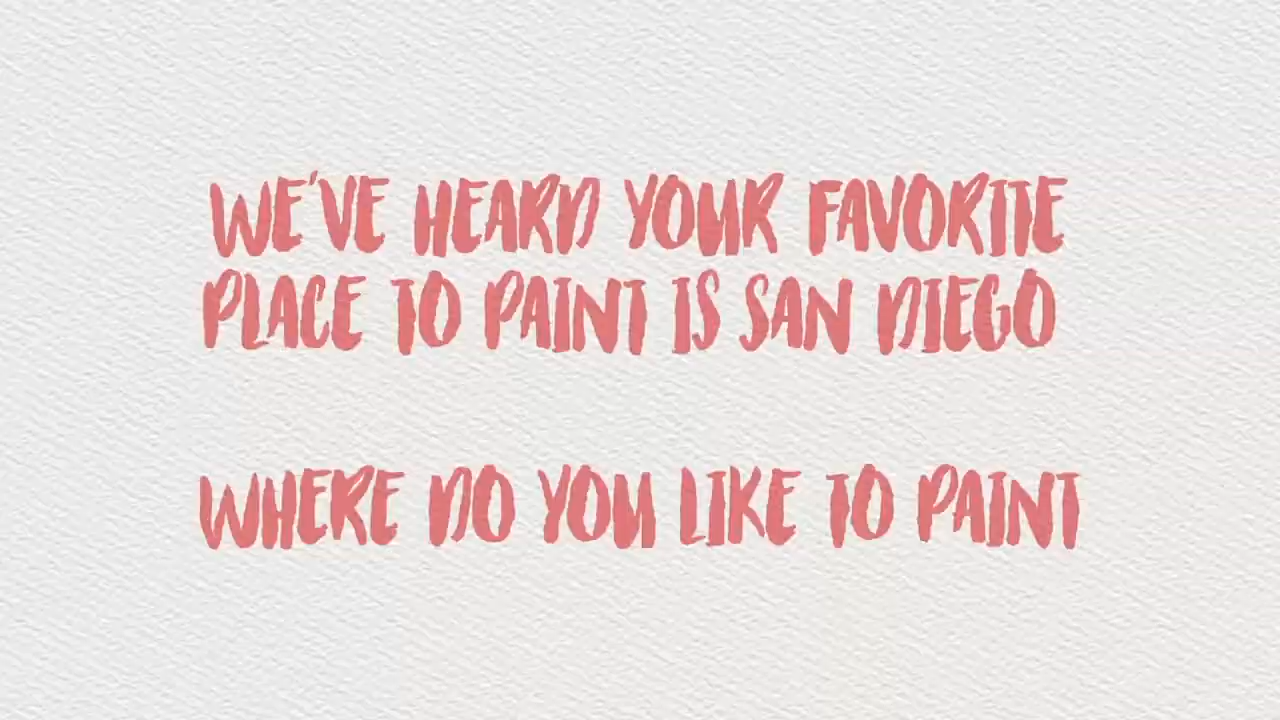 WE'VE HEARD YOUR FAVORITE
PLACE TO PAINT IS SAN DIEGO
WHERE DO YOU LIKE TO PAINT